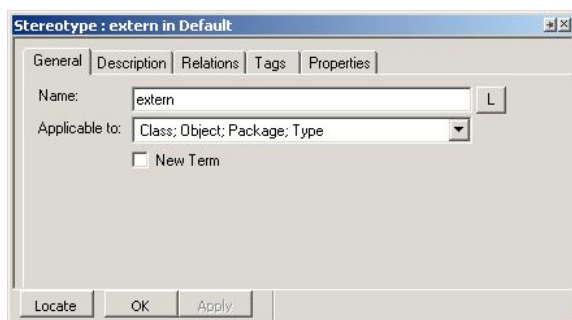 Stereotype : extern in Default
General Description Relations Tags Properties
Name: extern L
Applicable to: Class; Object; Package; Type
New Term
Locate OK Apply